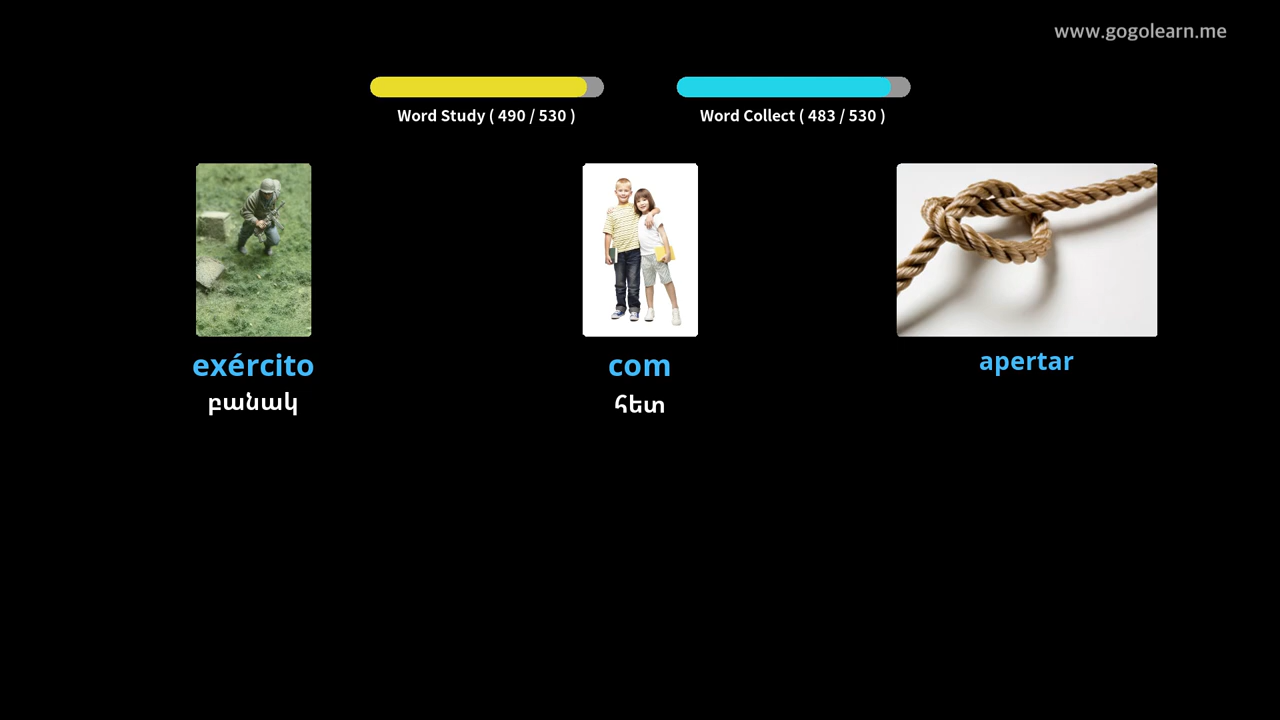 www.gogolearn.me
Word Study ( 490 / 530 )
Word Collect ( 483 / 530 )
exército
com
apertar
բանակ
հետ